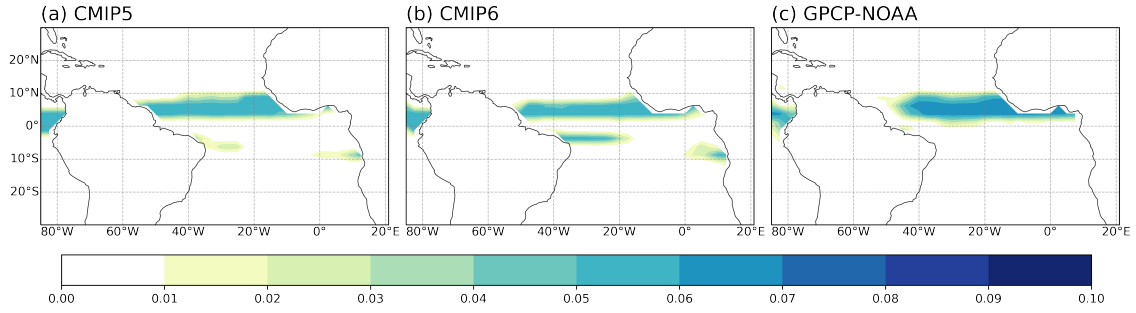 (a) CMIP5
(b) CMIP6
(c) GPCP-NOAA
20°N
10°N
0°
10°S
20°S
80°W 60°W 40°W 20°W 0° 20°E
80°W 60°W 40°W 20°W 0° 20°E
80°W 60°W 40°W 20°W 0° 20°E
0.00 0.01 0.02 0.03 0.04 0.05 0.06 0.07 0.08 0.09 0.10